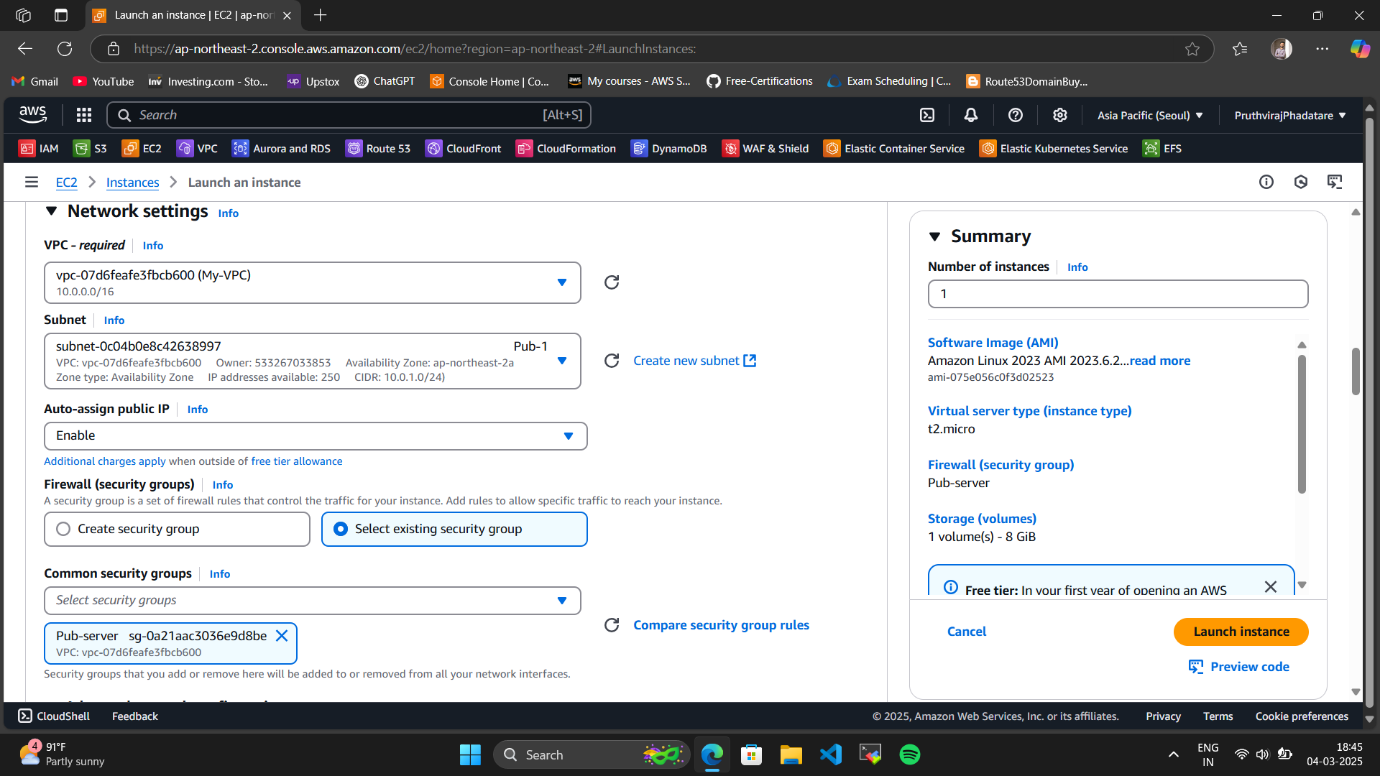 Launch an instance | EC2 | ap-nor
https://ap-northeast-2.console.aws.amazon.com/ec2/home?region=ap-northeast-2#LaunchInstances:
Gmail YouTube Investing.com - Sto... Upstox ChatGPT Console Home | Co... My courses - AWS S... Free-Certifications Exam Scheduling | C... Route53DomainBuy...
aws Search [Alt+S] Asia Pacific (Seoul) PruthvirajPhadatare
IAM S3 EC2 VPC Aurora and RDS Route 53 CloudFront CloudFormation DynamoDB WAF & Shield Elastic Container Service Elastic Kubernetes Service EFS
EC2 Instances Launch an instance
Network settings Info
VPC - required Info
vpc-07d6feafe3fbcb600 (My-VPC)
10.0.0.0/16
Subnet Info
subnet-0c04b0e8c42638997 Pub-1
VPC: vpc-07d6feafe3fbcb600 Owner: 533267033853 Availability Zone: ap-northeast-2a
Zone type: Availability Zone IP addresses available: 250 CIDR: 10.0.1.0/24)
Create new subnet
Auto-assign public IP Info
Enable
Additional charges apply when outside of free tier allowance
Firewall (security groups) Info
A security group is a set of firewall rules that control the traffic for your instance. Add rules to allow specific traffic to reach your instance.
Create security group Select existing security group
Common security groups Info
Select security groups
Pub-server sg-0a21aac3036e9d8be
VPC: vpc-07d6feafe3fbcb600
Compare security group rules
Security groups that you add or remove here will be added to or removed from all your network interfaces.
Summary
Number of instances Info
1
Software Image (AMI)
Amazon Linux 2023 AMI 2023.6.2...read more
ami-075e056c0f3d02523
Virtual server type (instance type)
t2.micro
Firewall (security group)
Pub-server
Storage (volumes)
1 volume(s) - 8 GiB
Free tier: In your first year of opening an AWS
Cancel Launch instance
Preview code
CloudShell Feedback © 2025, Amazon Web Services, Inc. or its affiliates. Privacy Terms Cookie preferences
4 91°F
Partly sunny
Search
ENG
IN
18:45
04-03-2025